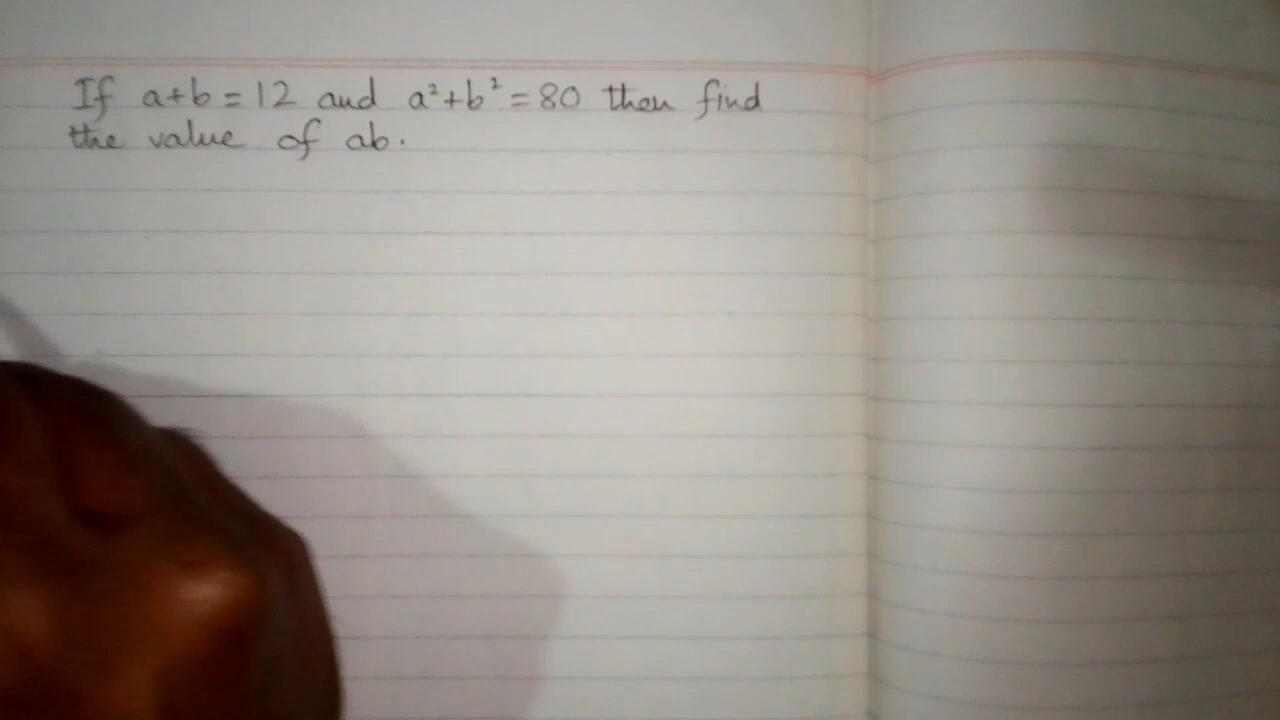 If a+b=12 and a²+b²=80 then find
the value of ab.